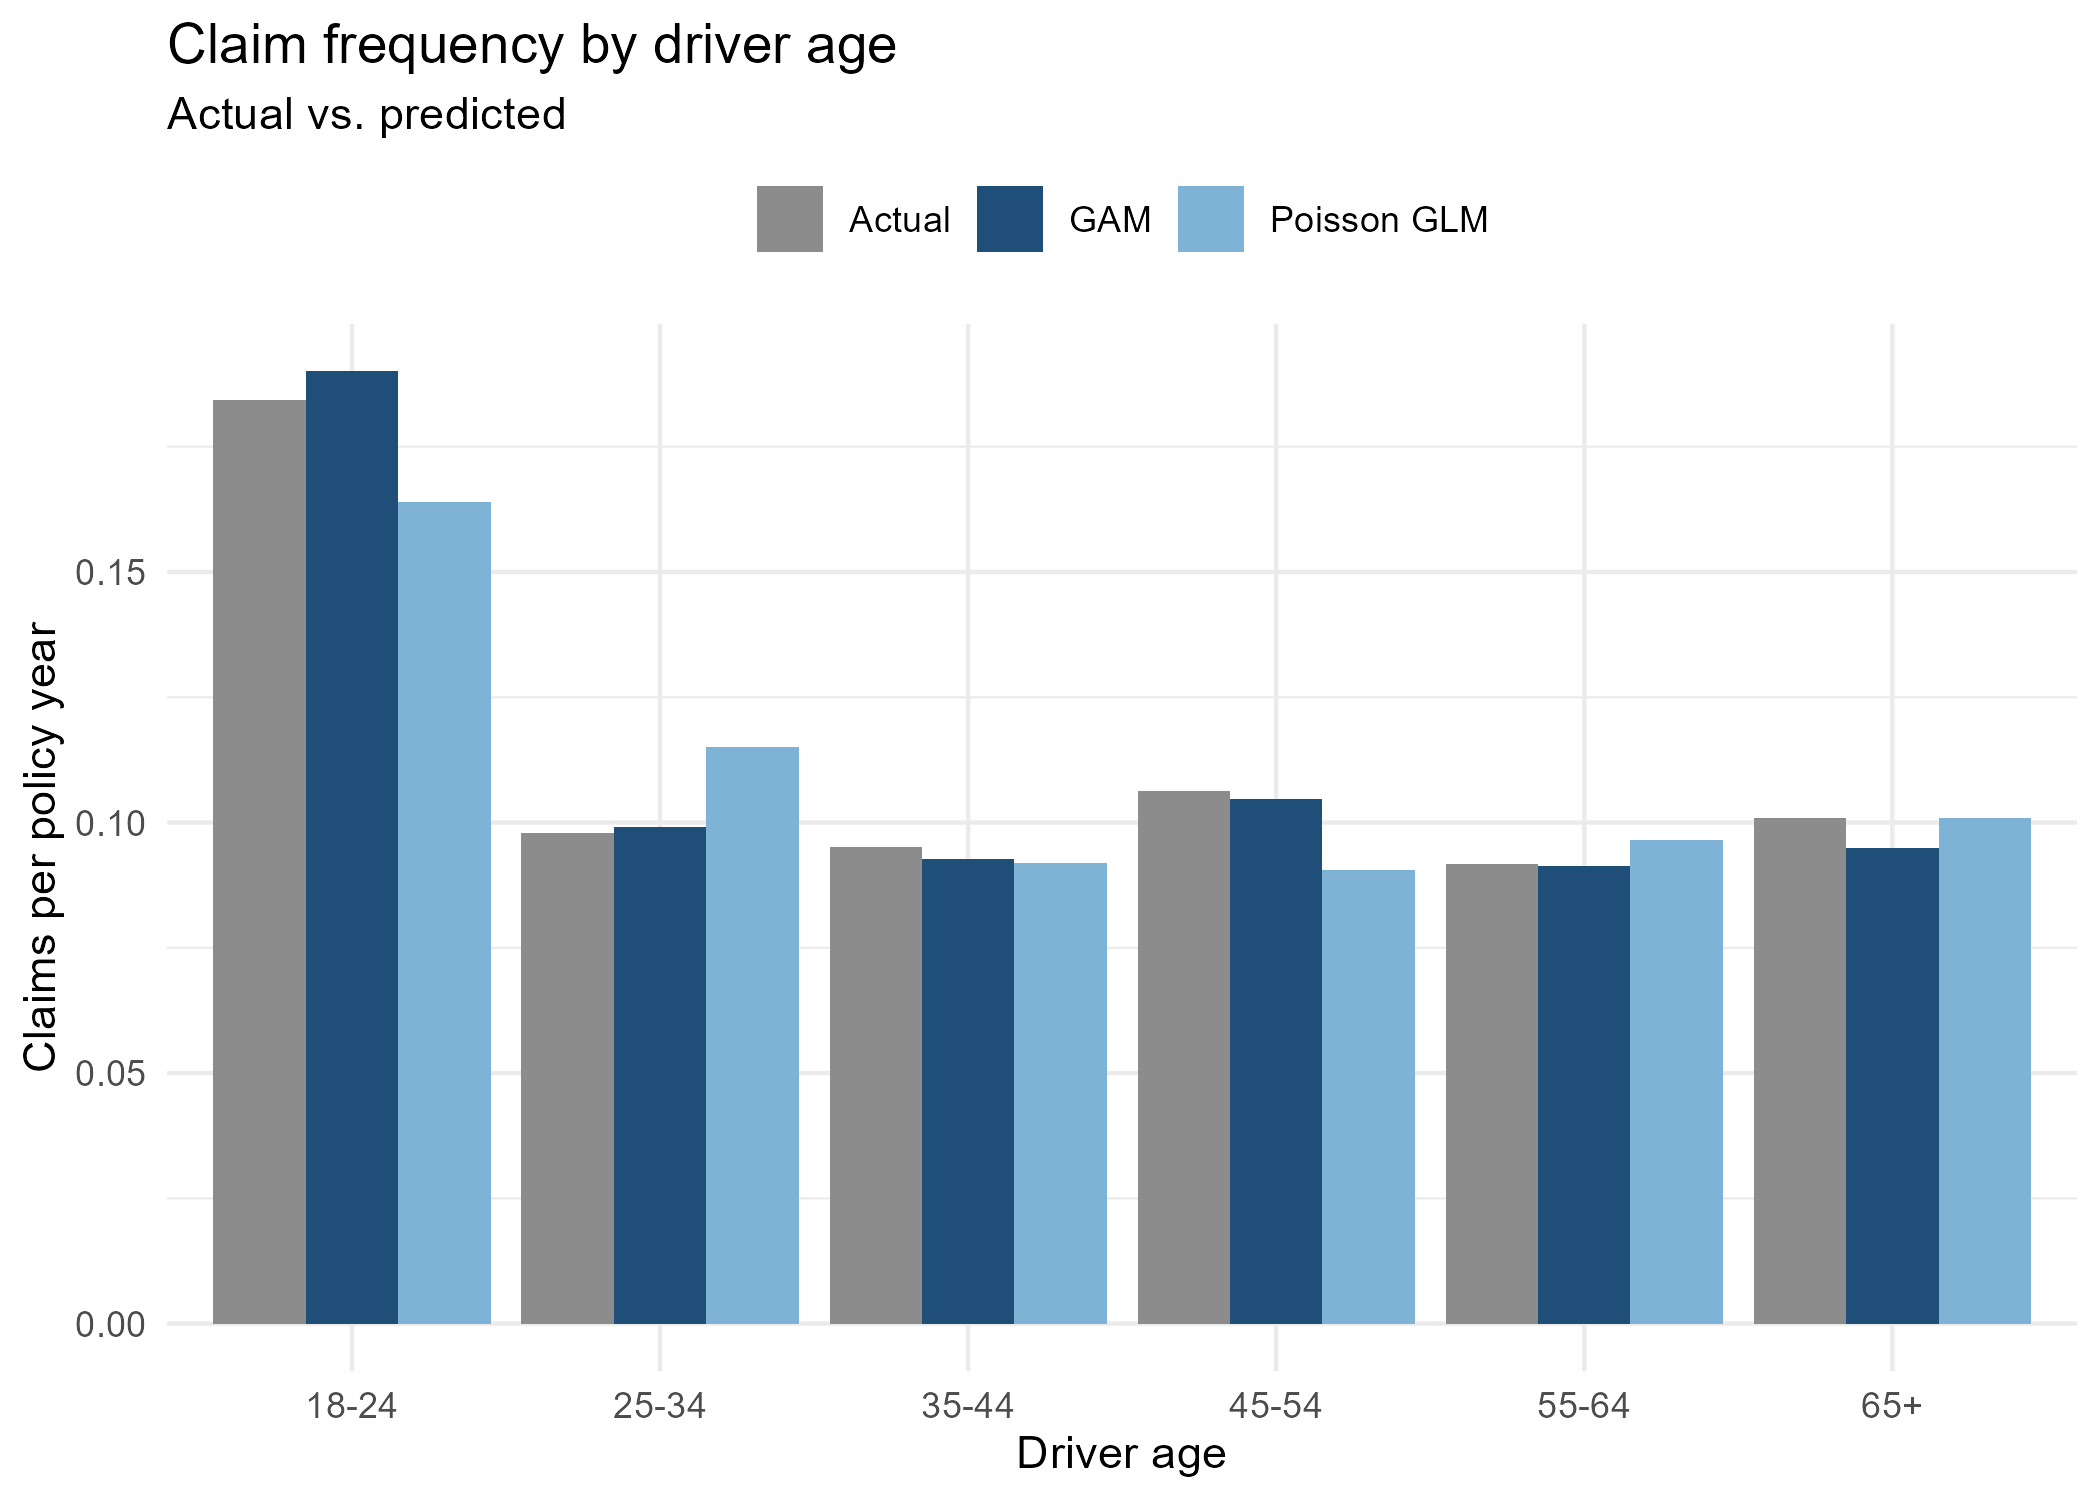 Claim frequency by driver age
Actual vs. predicted
Actual GAM Poisson GLM
Claims per policy year
0.15
0.10
0.05
0.00
18-24 25-34 35-44 45-54 55-64 65+
Driver age